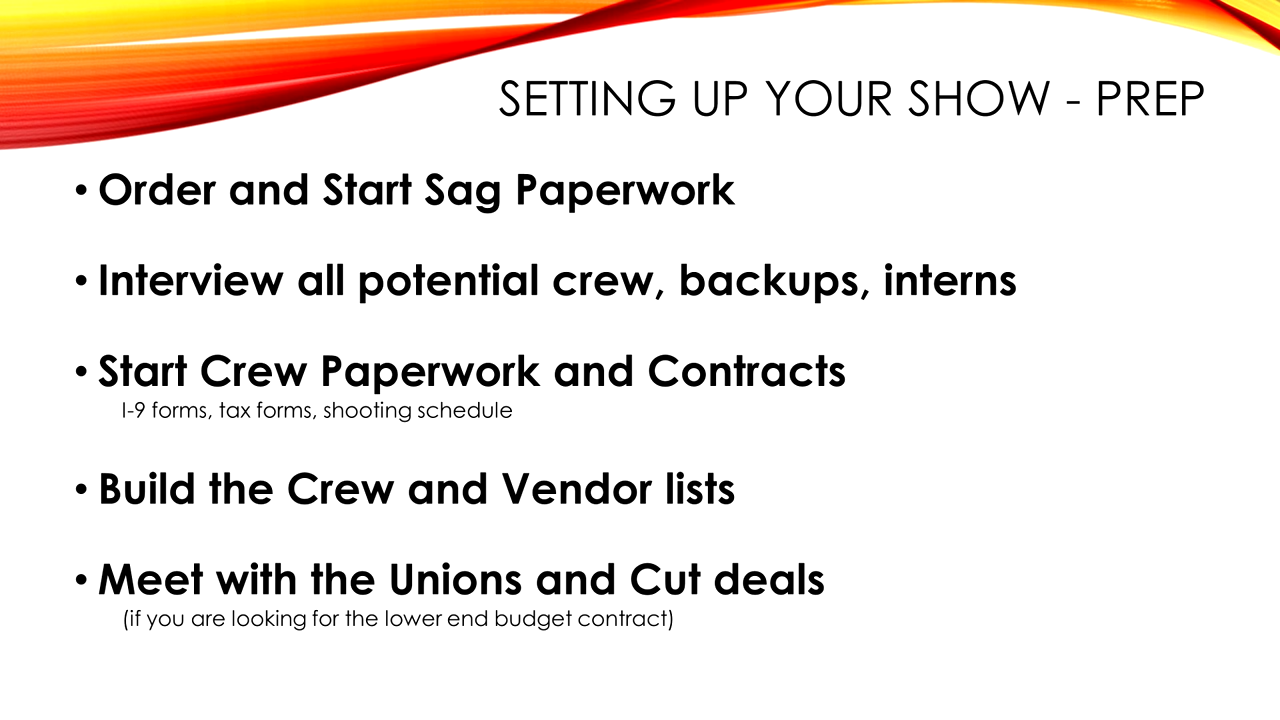 SETTING UP YOUR SHOW - PREP
• Order and Start Sag Paperwork
• Interview all potential crew, backups, interns
• Start Crew Paperwork and Contracts
I-9 forms, tax forms, shooting schedule
• Build the Crew and Vendor lists
• Meet with the Unions and Cut deals
(if you are looking for the lower end budget contract)